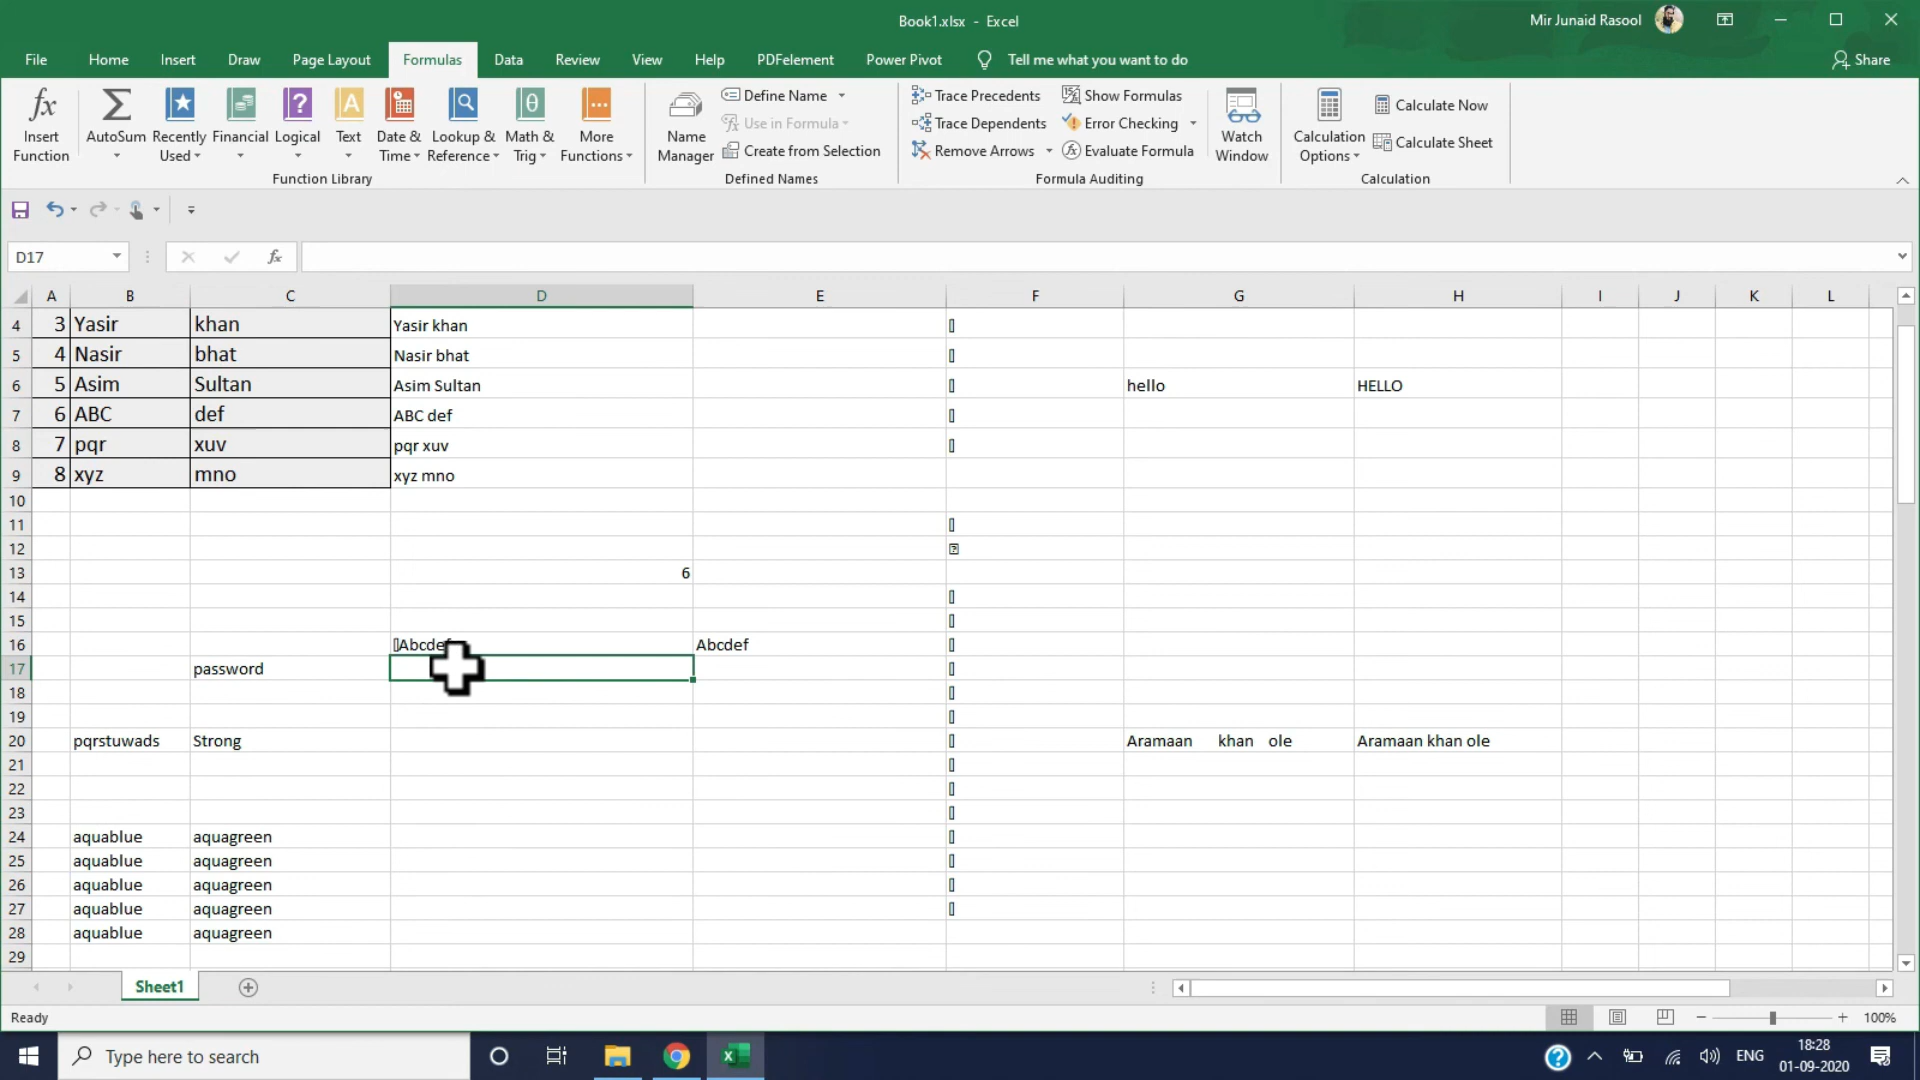 Book1.xlsx - Excel
Mir Junaid Rasool
File Home Insert Draw Page Layout Formulas Data Review View Help PDFelement Power Pivot Tell me what you want to do Share
Insert Function
AutoSum
Recently Used
Financial
Logical
Text
Date & Time
Lookup & Reference
Math & Trig
More Functions
Function Library
Name Manager
Define Name
Use in Formula
Create from Selection
Defined Names
Trace Precedents
Trace Dependents
Remove Arrows
Show Formulas
Error Checking
Evaluate Formula
Watch Window
Formula Auditing
Calculation Options
Calculate Now
Calculate Sheet
Calculation
D17 fx
A B C D E F G H I J K L
4 3 Yasir khan Yasir khan
5 4 Nasir bhat Nasir bhat
6 5 Asim Sultan Asim Sultan hello HELLO
7 6 ABC def ABC def
8 7 pqr xuv pqr xuv
9 8 xyz mno xyz mno
10
11
12
13 6
14
15
16 Abcdef Abcdef
17 password
18
19
20 pqrstuwads Strong Aramaan khan ole Aramaan khan ole
21
22
23
24 aquablue aquagreen
25 aquablue aquagreen
26 aquablue aquagreen
27 aquablue aquagreen
28 aquablue aquagreen
29
Sheet1
Ready 100%
Type here to search ENG 18:28
01-09-2020